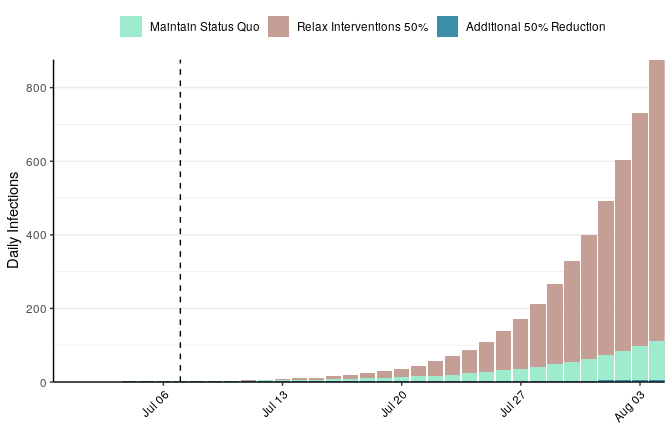 Maintain Status Quo Relax Interventions 50% Additional 50% Reduction
Daily Infections
800
600
400
200
0
Jul 06 Jul 13 Jul 20 Jul 27 Aug 03